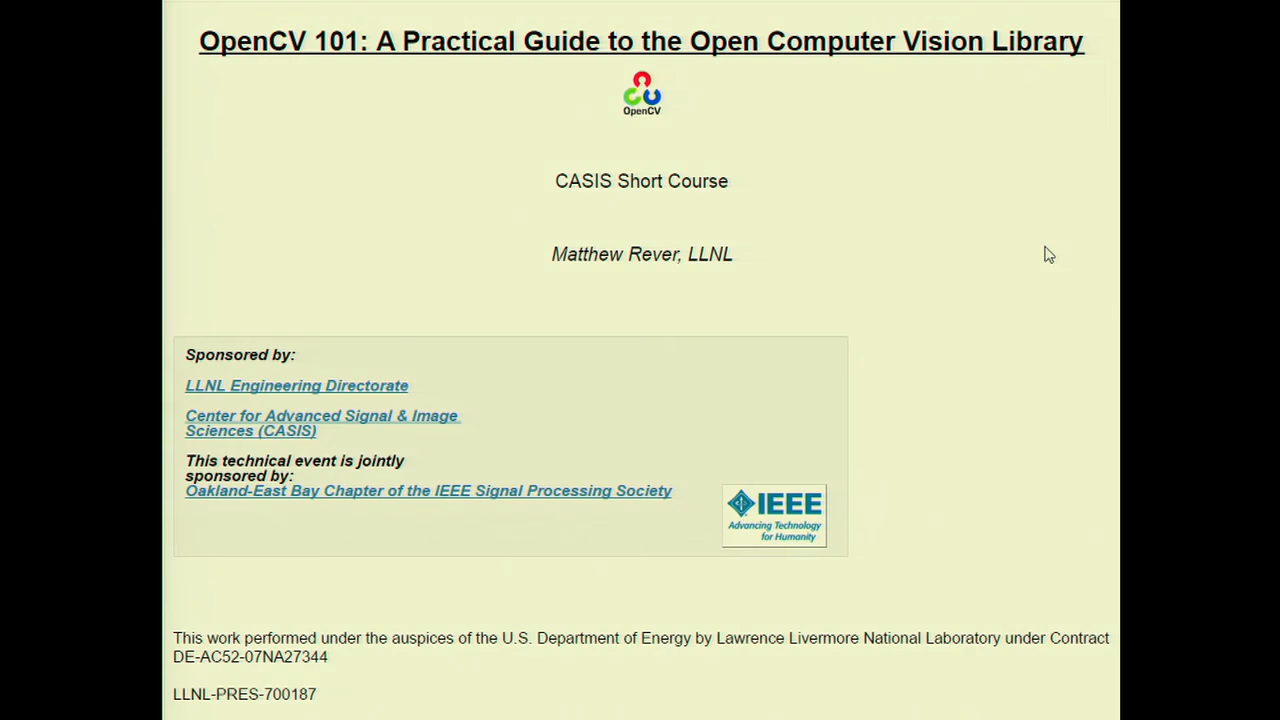 OpenCV 101: A Practical Guide to the Open Computer Vision Library
OpenCV
CASIS Short Course
Matthew Rever, LLNL
Sponsored by:
LLNL Engineering Directorate
Center for Advanced Signal & Image
Sciences (CASIS)
This technical event is jointly
sponsored by:
Oakland-East Bay Chapter of the IEEE Signal Processing Society
IEEE
Advancing Technology
for Humanity
This work performed under the auspices of the U.S. Department of Energy by Lawrence Livermore National Laboratory under Contract
DE-AC52-07NA27344
LLNL-PRES-700187